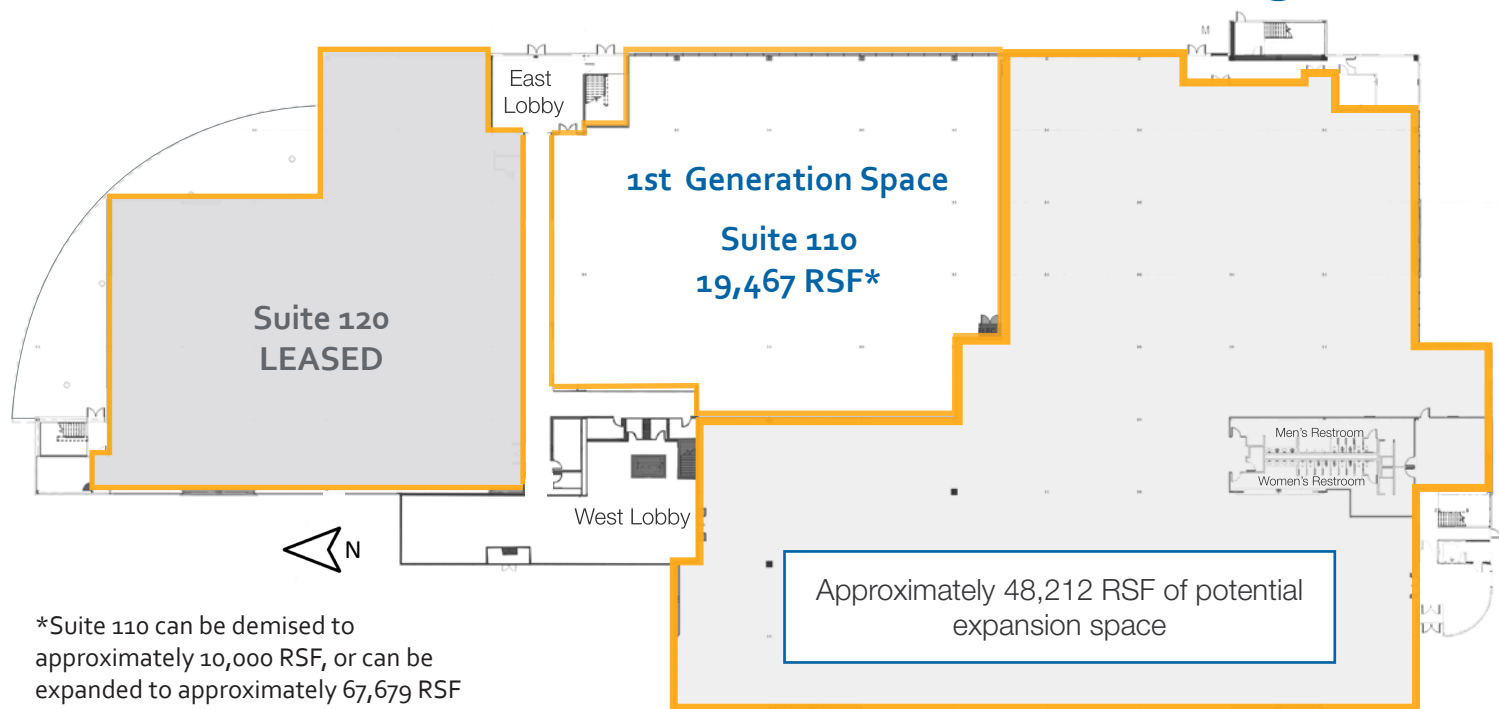 East
Lobby
M
1st Generation Space
Suite 110
19,467 RSF*
Suite 120
LEASED
Men's Restroom
Women's Restroom
West Lobby
N
Approximately 48,212 RSF of potential
expansion space
*Suite 110 can be demised to
approximately 10,000 RSF, or can be
expanded to approximately 67,679 RSF